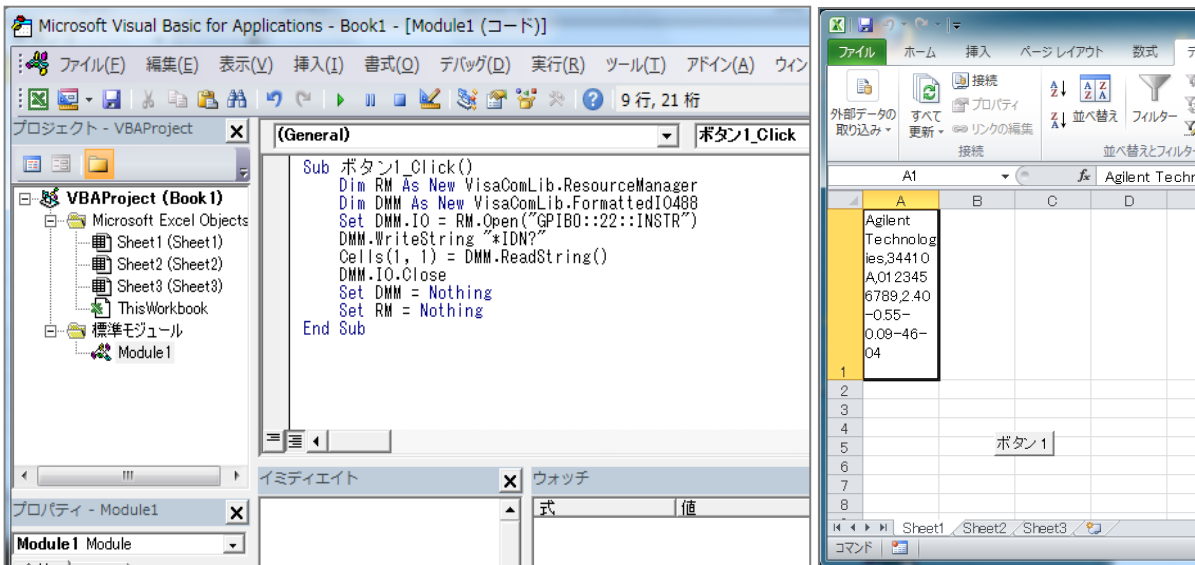 Microsoft Visual Basic for Applications - Book1 - [Module1 (コード)]
ファイル(F) 編集(E) 表示(V) 挿入(I) 書式(O) デバッグ(D) 実行(R) ツール(T) アドイン(A) ウィン
9 行, 21 桁
プロジェクト - VBAProject
VBAProject (Book1)
Microsoft Excel Objects
Sheet1 (Sheet1)
Sheet2 (Sheet2)
Sheet3 (Sheet3)
ThisWorkbook
標準モジュール
Module1
プロパティ - Module1
Module1 Module
(General)
ボタン1_Click
Sub ボタン1_Click()
Dim RM As New VisaComLib.ResourceManager
Dim DMM As New VisaComLib.FormattedIO488
Set DMM.IO = RM.Open("GPIB0::22::INSTR")
DMM.WriteString "*IDN?"
Cells(1, 1) = DMM.ReadString()
DMM.IO.Close
Set DMM = Nothing
Set RM = Nothing
End Sub
イミディエイト
ウォッチ
式 値
ファイル ホーム 挿入 ページ レイアウト 数式 デ
外部データの
取り込み
すべて
更新
接続
プロパティ
リンクの編集
接続
並べ替え
フィルター
並べ替えとフィルター
A1
fx Agilent Techn
A B C D
Agilent
Technolog
ies,34410
A,012345
6789,2.40
-0.55-
0.09-46-
04
1
2
3
4
5
6
7
8
ボタン 1
Sheet1 Sheet2 Sheet3
コマンド